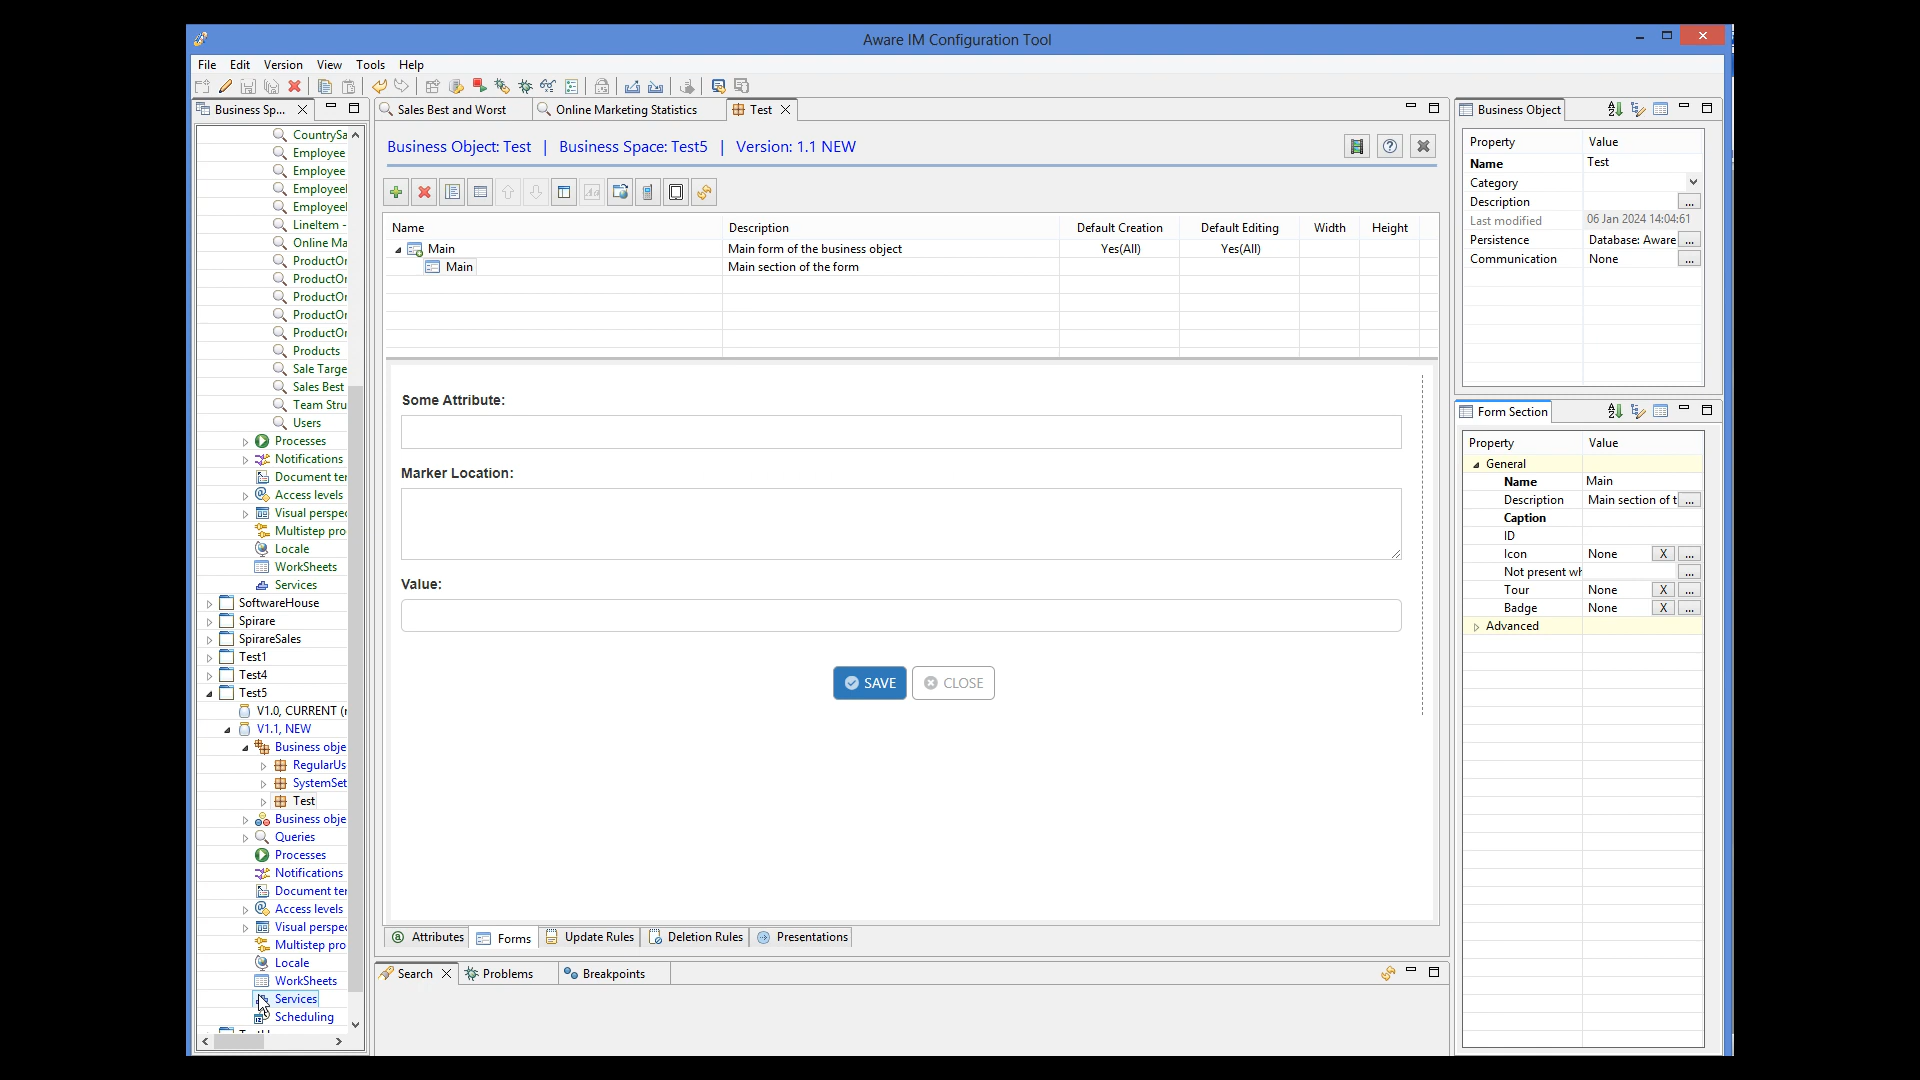 Aware IM Configuration Tool
File Edit Version View Tools Help
Business Sp...
Sales Best and Worst
Online Marketing Statistics
Test
Business Object
CountrySa
Employee
Employee
Employeel
Employeel
LineItem -
Online Ma
ProductOr
ProductOr
ProductOr
ProductOr
ProductOr
Products
Sale Targe
Sales Best
Team Stru
Users
Processes
Notifications
Document ter
Access levels
Visual perspec
Multistep pro
Locale
WorkSheets
Services
SoftwareHouse
Spirare
SpirareSales
Test1
Test4
Test5
V1.0, CURRENT (r
V1.1, NEW
Business obje
RegularUs
SystemSet
Test
Business obje
Queries
Processes
Notifications
Document ter
Access levels
Visual perspec
Multistep pro
Locale
WorkSheets
Services
Scheduling
Business Object: Test | Business Space: Test5 | Version: 1.1 NEW
Name Description Default Creation Default Editing Width Height
Main Main form of the business object Yes(All) Yes(All)
Main Main section of the form
Some Attribute:
Marker Location:
Value:
SAVE CLOSE
Attributes Forms Update Rules Deletion Rules Presentations
Search Problems Breakpoints
Property Value
Name Test
Category
Description ...
Last modified 06 Jan 2024 14:04:61
Persistence Database: Aware ...
Communication None ...
Form Section
Property Value
General
Name Main
Description Main section of t ...
Caption
ID
Icon None X ...
Not present wh ...
Tour None X ...
Badge None X ...
Advanced